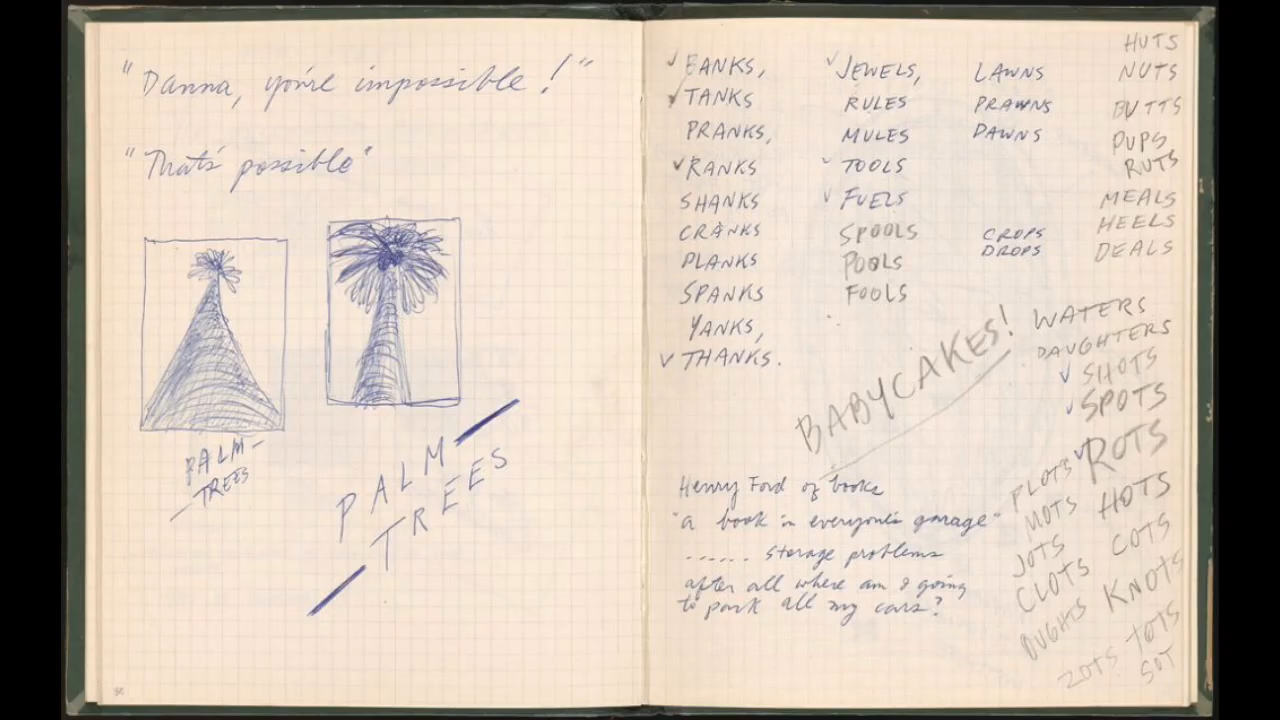 "Danna, you're impossible!"
"That's possible"
PALM-
TREES
PALM
TREES
BANKS,
TANKS
PRANKS,
RANKS
SHANKS
CRANKS
PLANKS
SPANKS
YANKS,
THANKS.
JEWELS,
RULES
MULES
TOOLS
FUELS
SPOOLS
POOLS
FOOLS
LAWNS
PRAWNS
DAWNS
CROPS
DROPS
HUTS
NUTS
BUTTS
PUPS
RUTS
MEALS
HEELS
DEALS
WATERS
DAUGHTERS
SHOTS
SPOTS
ROTS
PLOTS
HOTS
MOTS
COTS
JOTS
CLOTS
KNOTS
OUGHTS
TOTS
ZOTS
SOT
BABYCAKES!
Henry Ford of books
"a book in everyone's garage"
...... storage problems
after all where am I going
to park all my cars?